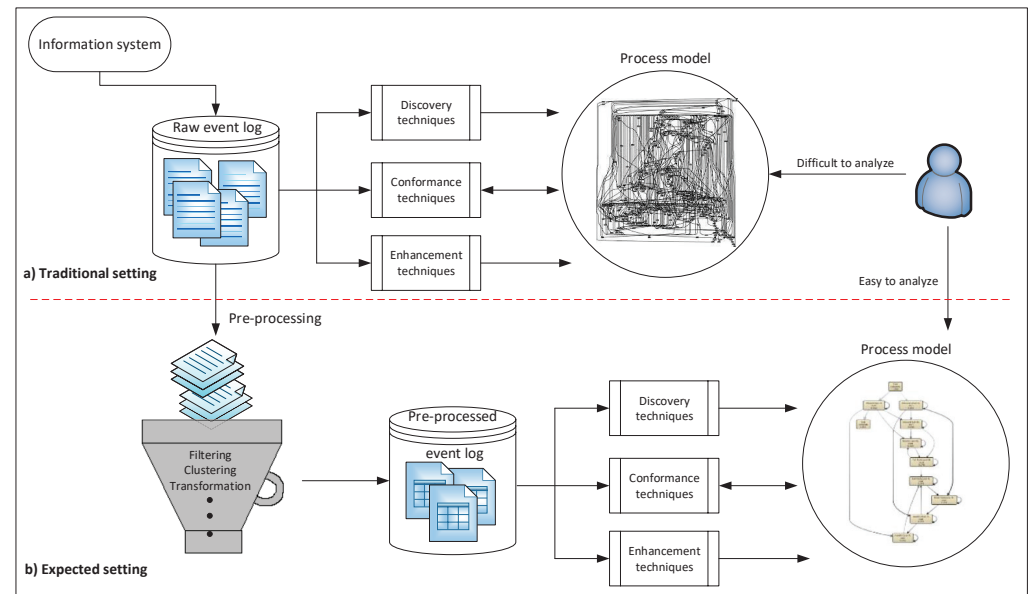 Information system
Process model
Raw event log
Discovery
techniques
Conformance
techniques
Difficult to analyze
Enhancement
techniques
a) Traditional setting
Easy to analyze
Pre-processing
Process model
Discovery
techniques
Pre-processed
event log
Filtering
Clustering
Transformation
Conformance
techniques
Enhancement
techniques
b) Expected setting